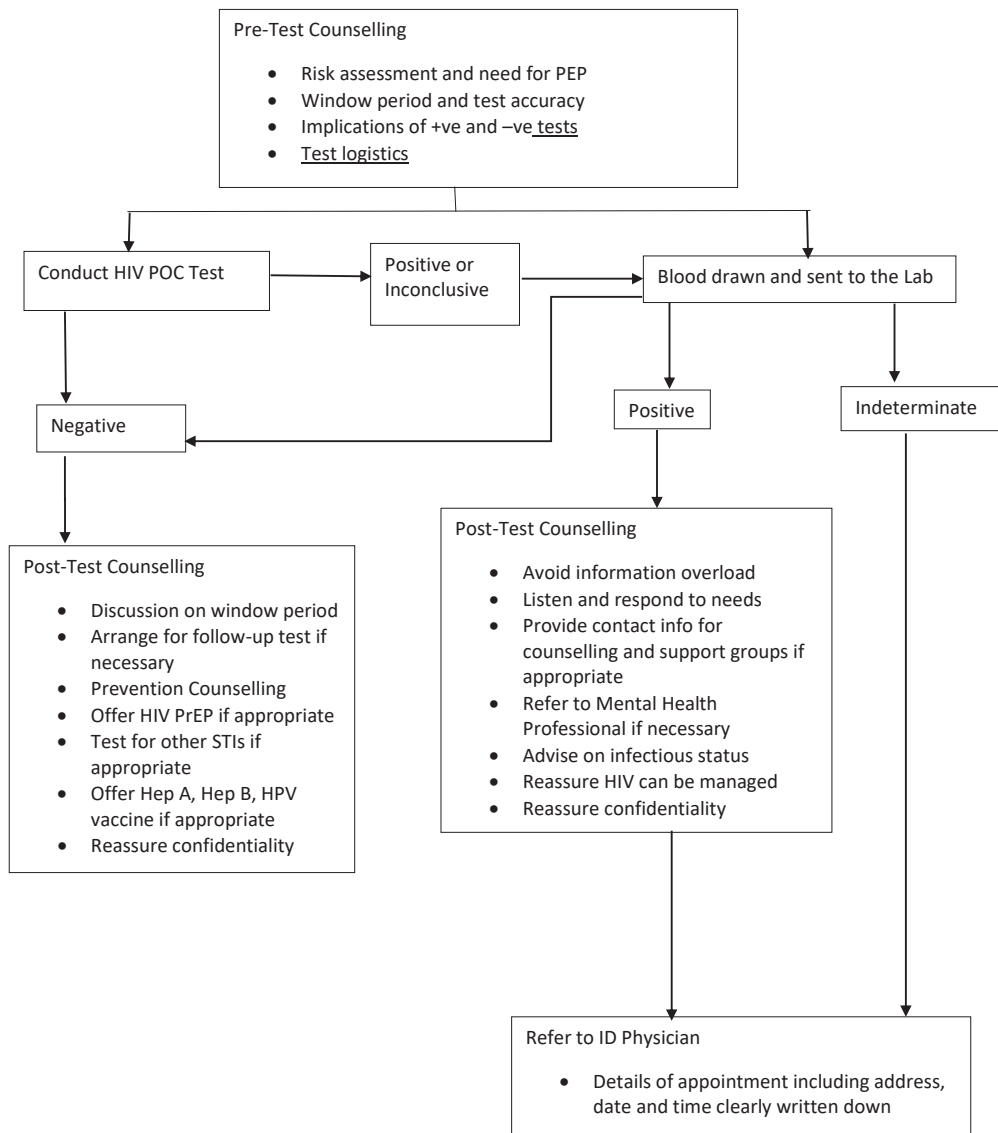 Pre-Test Counselling
• Risk assessment and need for PEP
• Window period and test accuracy
• Implications of +ve and –ve tests
• Test logistics
Conduct HIV POC Test
Positive or
Inconclusive
Blood drawn and sent to the Lab
Negative
Positive
Indeterminate
Post-Test Counselling
• Discussion on window period
• Arrange for follow-up test if
necessary
• Prevention Counselling
• Offer HIV PrEP if appropriate
• Test for other STIs if
appropriate
• Offer Hep A, Hep B, HPV
vaccine if appropriate
• Reassure confidentiality
Post-Test Counselling
• Avoid information overload
• Listen and respond to needs
• Provide contact info for
counselling and support groups if
appropriate
• Refer to Mental Health
Professional if necessary
• Advise on infectious status
• Reassure HIV can be managed
• Reassure confidentiality
Refer to ID Physician
• Details of appointment including address,
date and time clearly written down